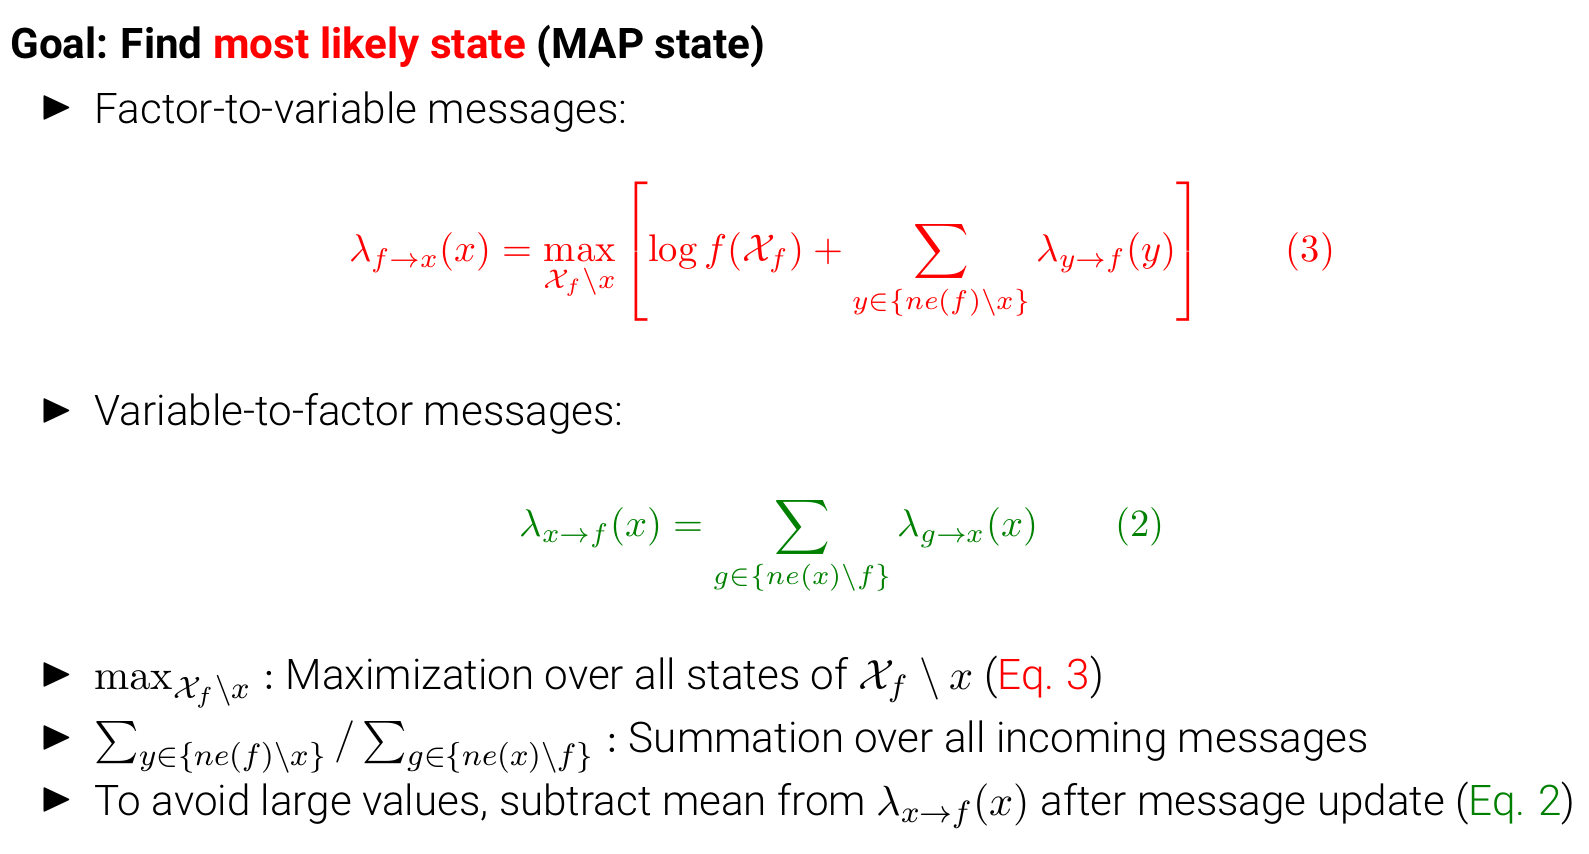 Goal: Find most likely state (MAP state)
► Factor-to-variable messages:
$\lambda_{f \to x}(x) = \max_{\mathcal{X}_f \setminus x} \left[ \log f(\mathcal{X}_f) + \sum_{y \in \{ne(f) \setminus x\}} \lambda_{y \to f}(y) \right]$ (3)
► Variable-to-factor messages:
$\lambda_{x \to f}(x) = \sum_{g \in \{ne(x) \setminus f\}} \lambda_{g \to x}(x)$ (2)
► $\max_{\mathcal{X}_f \setminus x}$ : Maximization over all states of $\mathcal{X}_f \setminus x$ (Eq. 3)
► $\sum_{y \in \{ne(f) \setminus x\}} / \sum_{g \in \{ne(x) \setminus f\}}$ : Summation over all incoming messages
► To avoid large values, subtract mean from $\lambda_{x \to f}(x)$ after message update (Eq. 2)